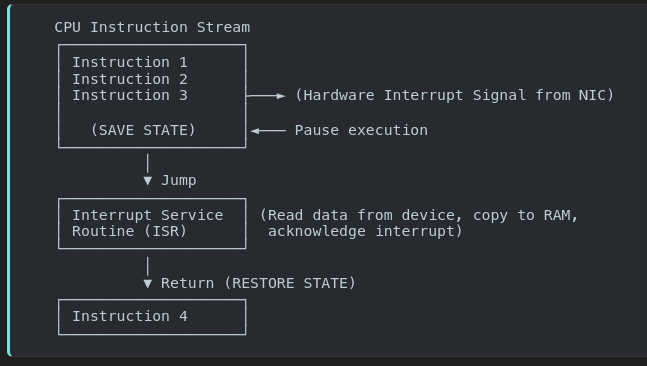 CPU Instruction Stream
Instruction 1
Instruction 2
Instruction 3 (Hardware Interrupt Signal from NIC)
(SAVE STATE) Pause execution
Jump
Interrupt Service (Read data from device, copy to RAM,
Routine (ISR) acknowledge interrupt)
Return (RESTORE STATE)
Instruction 4